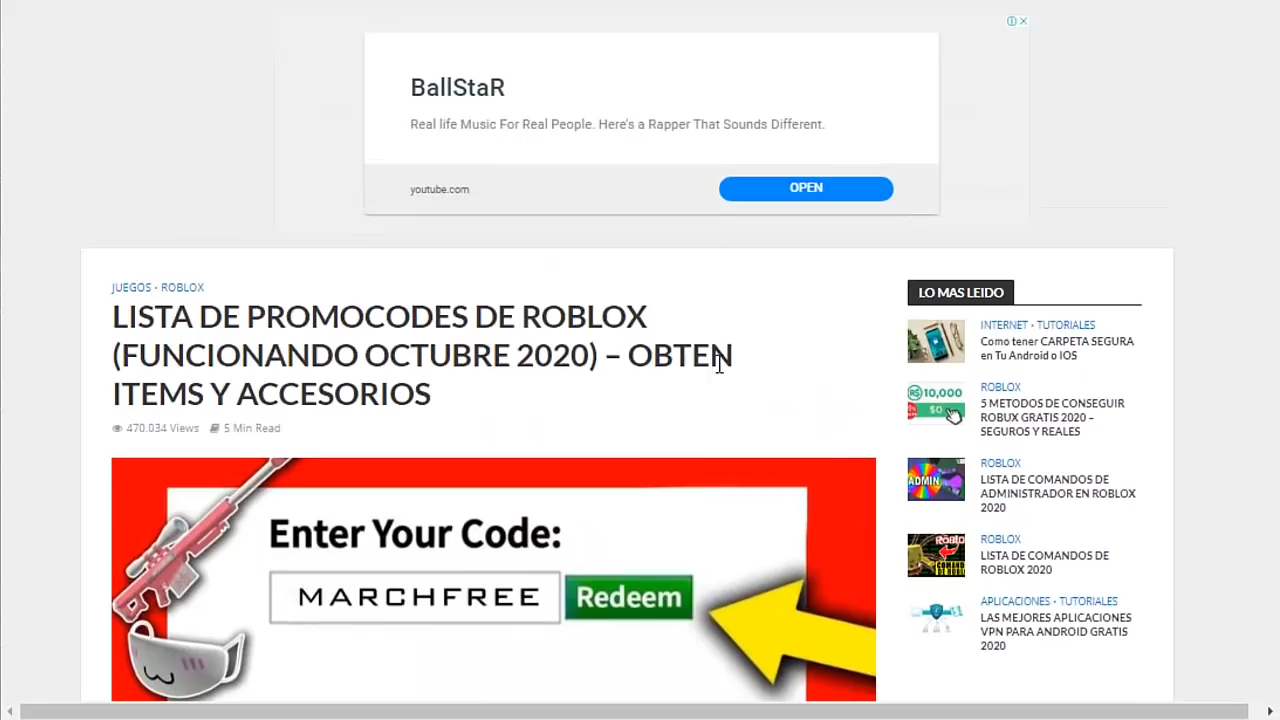 BallStaR
Real life Music For Real People. Here's a Rapper That Sounds Different.
youtube.com
OPEN
JUEGOS • ROBLOX
LISTA DE PROMOCODES DE ROBLOX
(FUNCIONANDO OCTUBRE 2020) – OBTEN
ITEMS Y ACCESORIOS
470.034 Views
5 Min Read
Enter Your Code:
MARCHFREE
Redeem
LO MAS LEIDO
INTERNET • TUTORIALES
Como tener CARPETA SEGURA
en Tu Android o IOS
R$ 10,000
$0
ROBLOX
5 METODOS DE CONSEGUIR
ROBUX GRATIS 2020 –
SEGUROS Y REALES
ADMIN
ROBLOX
LISTA DE COMANDOS DE
ADMINISTRADOR EN ROBLOX
2020
ROBLOX
LISTA DE COMANDOS DE
ROBLOX 2020
APLICACIONES • TUTORIALES
LAS MEJORES APLICACIONES
VPN PARA ANDROID GRATIS
2020